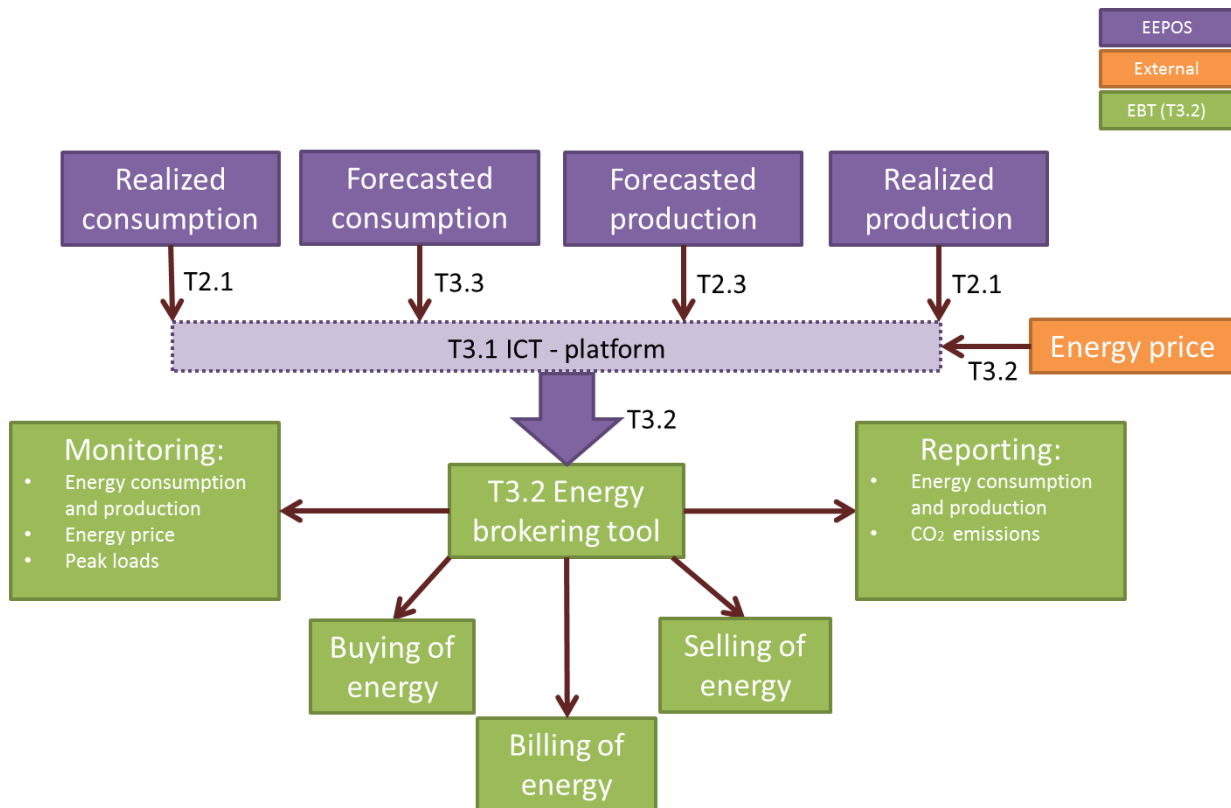 EEPOS
External
EBT (T3.2)
Realized
consumption
Forecasted
consumption
Forecasted
production
Realized
production
T2.1
T3.3
T2.3
T2.1
T3.1 ICT - platform
Energy price
T3.2
T3.2
Monitoring:
• Energy consumption
and production
• Energy price
• Peak loads
T3.2 Energy
brokering tool
Reporting:
• Energy consumption
and production
• CO₂ emissions
Buying of
energy
Selling of
energy
Billing of
energy